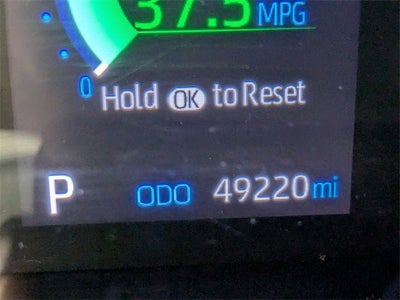 37.5 MPG
0
Hold OK to Reset
P ODO 49220 mi